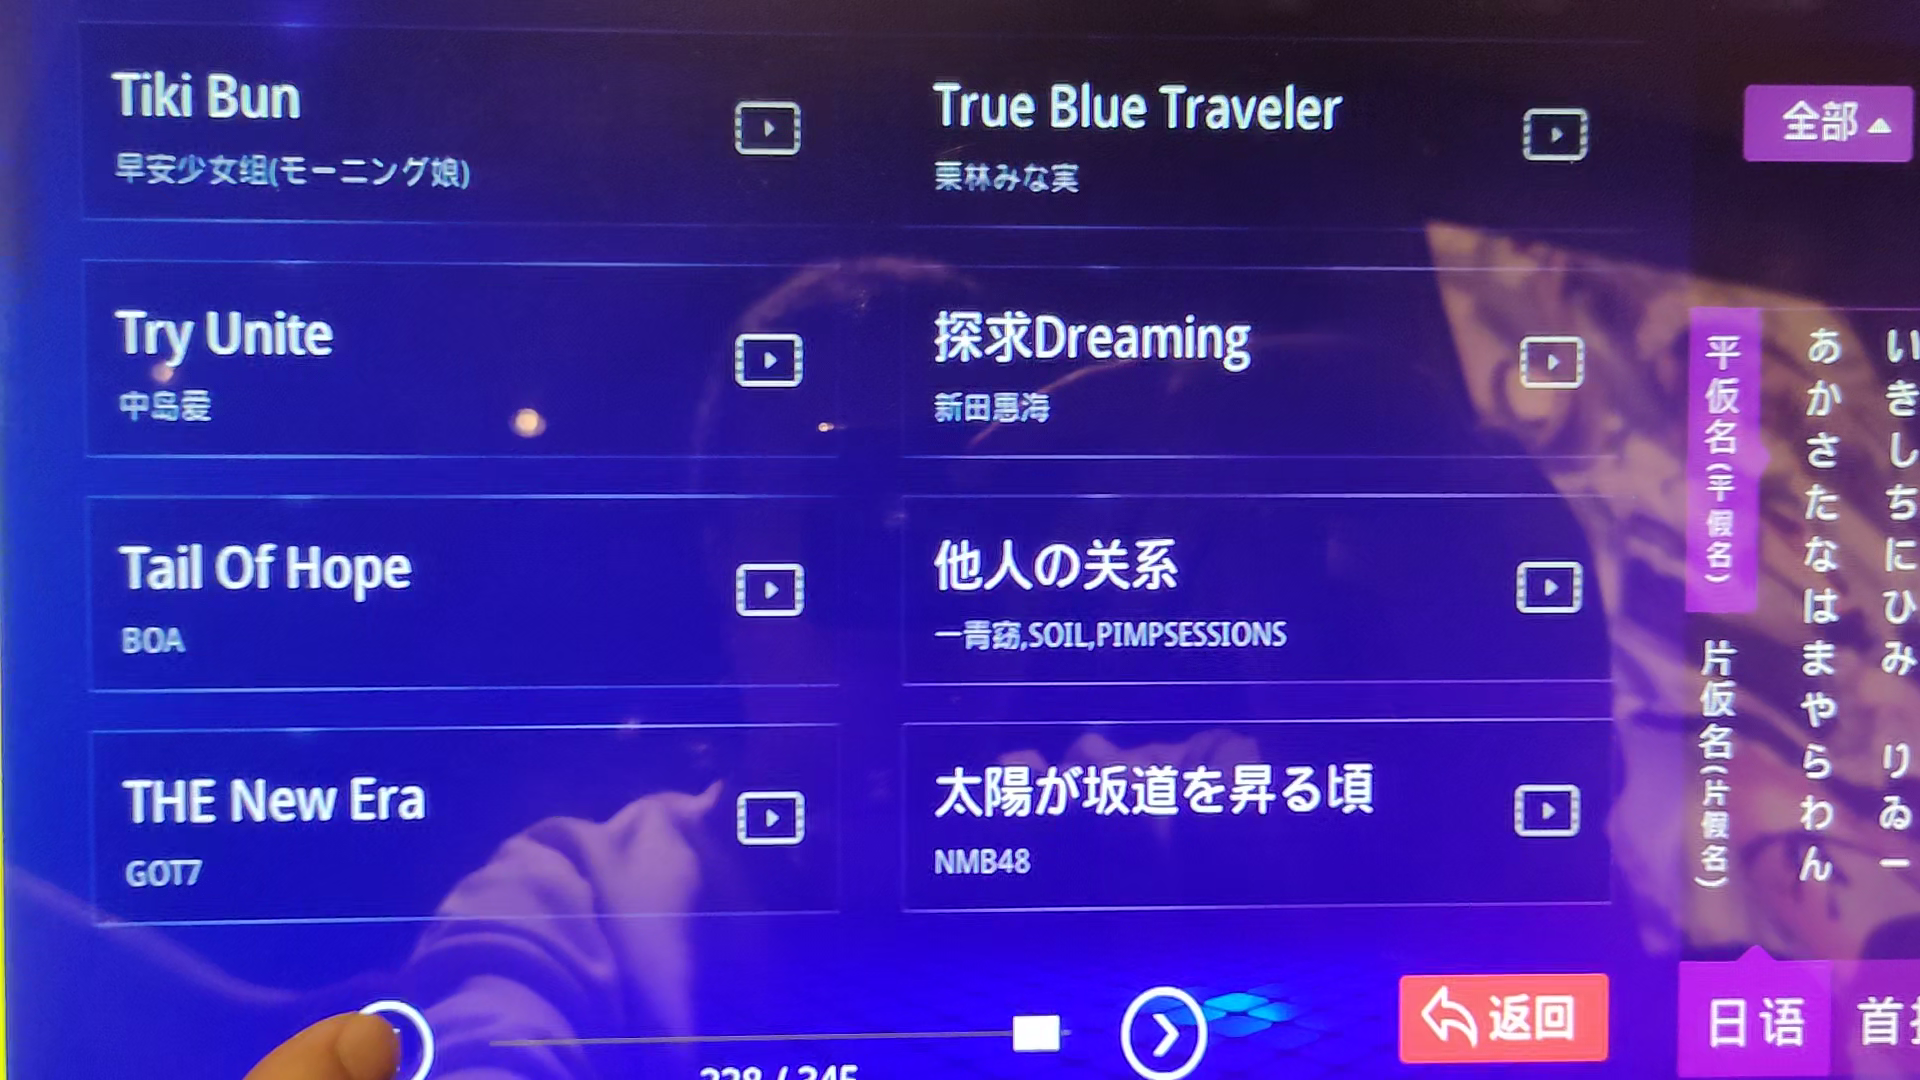 Tiki Bun
早安少女组(モーニング娘)
True Blue Traveler
栗林みな実
Try Unite
中岛爱
探求Dreaming
新田惠海
Tail Of Hope
BOA
他人の关系
一青窈,SOIL,PIMPSESSIONS
THE New Era
GOT7
太陽が坂道を昇る頃
NMB48
全部
平仮名(平假名)
片仮名(片假名)
あかさたなはまやらわん
いきしちにひみ りゐー
返回
日语
首